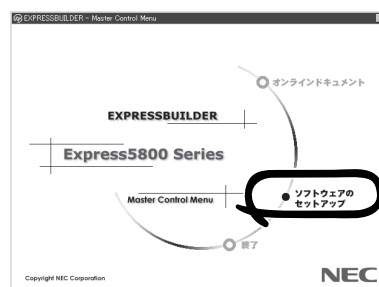 EXPRESSBUILDER - Master Control Menu
オンラインドキュメント
EXPRESSBUILDER
Express5800 Series
ソフトウェアの
セットアップ
Master Control Menu
終了
Copyright NEC Corporation
NEC